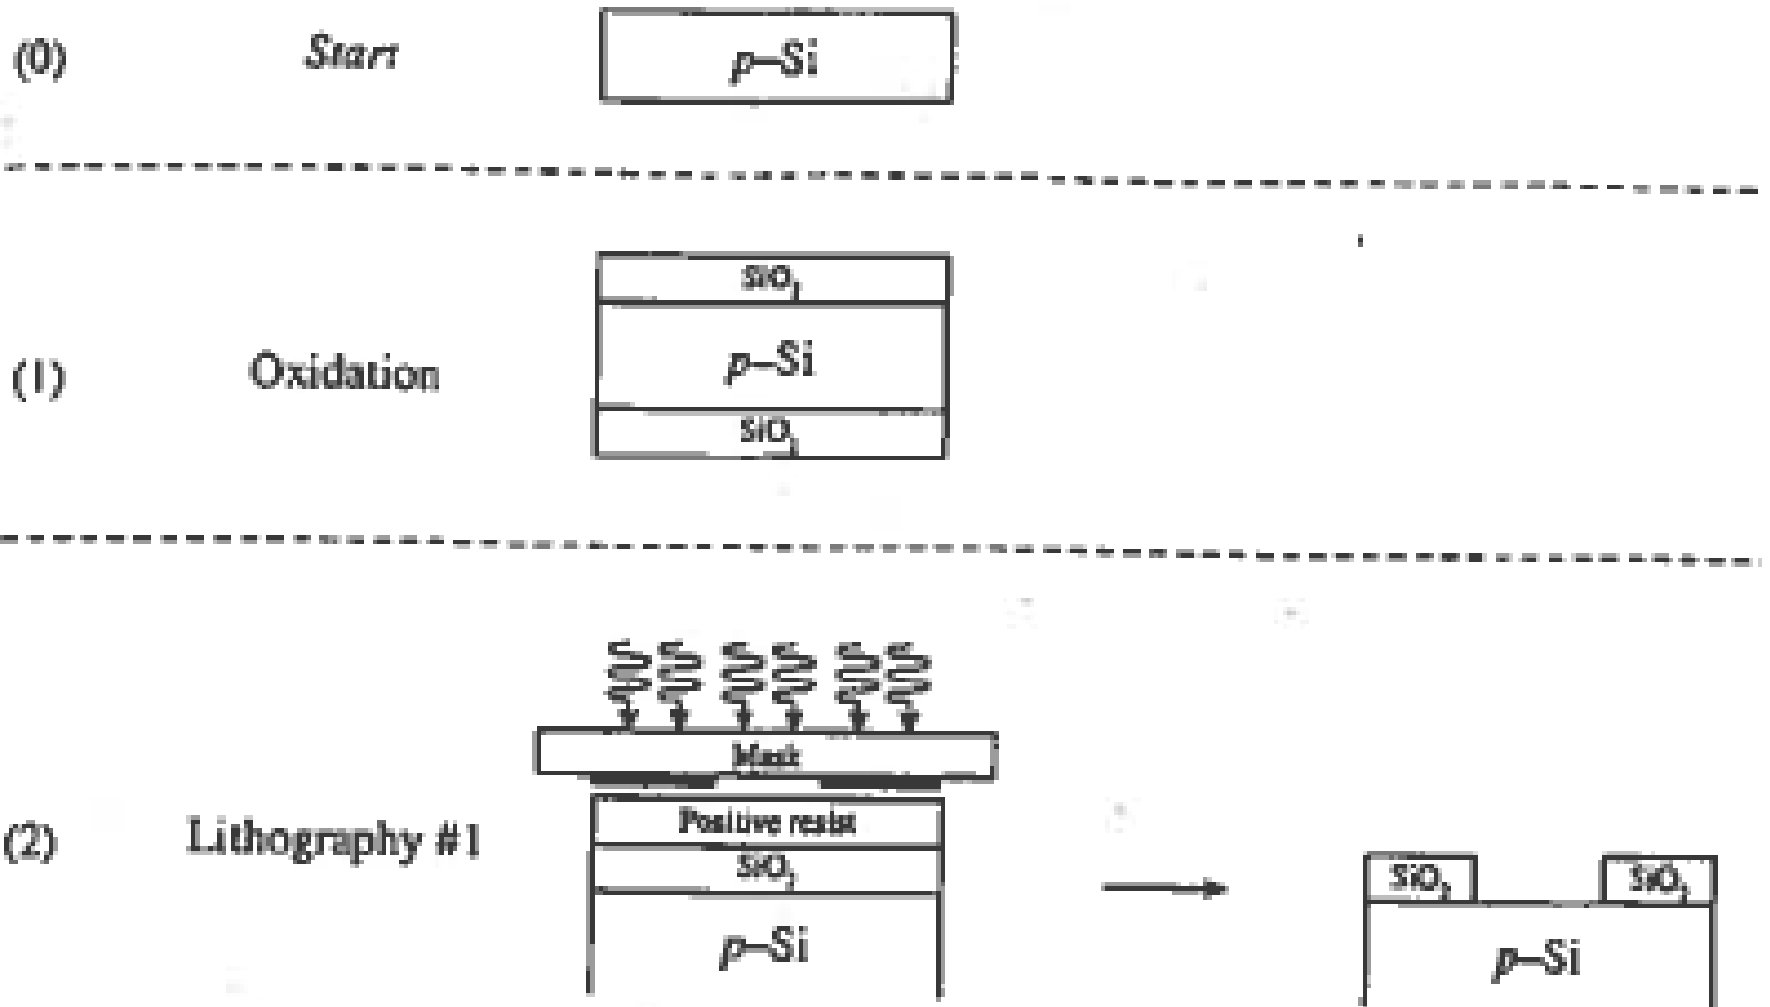 (0) Start p–Si
SiO₂
(1) Oxidation p–Si
SiO₂
Mask
(2) Lithography #1 Positive resist
SiO₂ SiO₂ SiO₂
p–Si p–Si